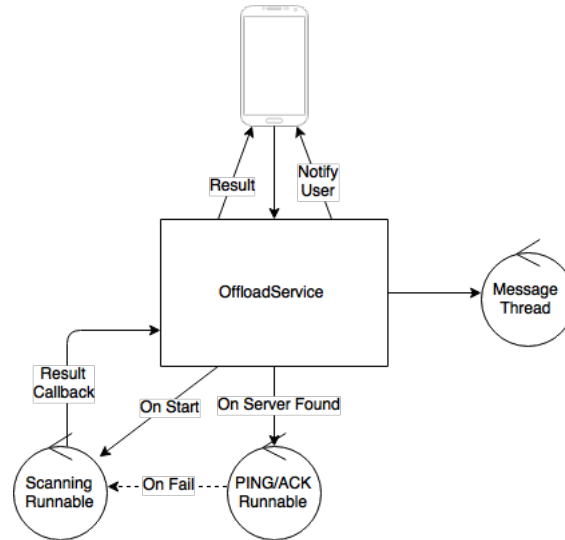 Result
Notify
User
OffloadService
Message
Thread
Result
Callback
On Start
On Server Found
Scanning
Runnable
On Fail
PING/ACK
Runnable